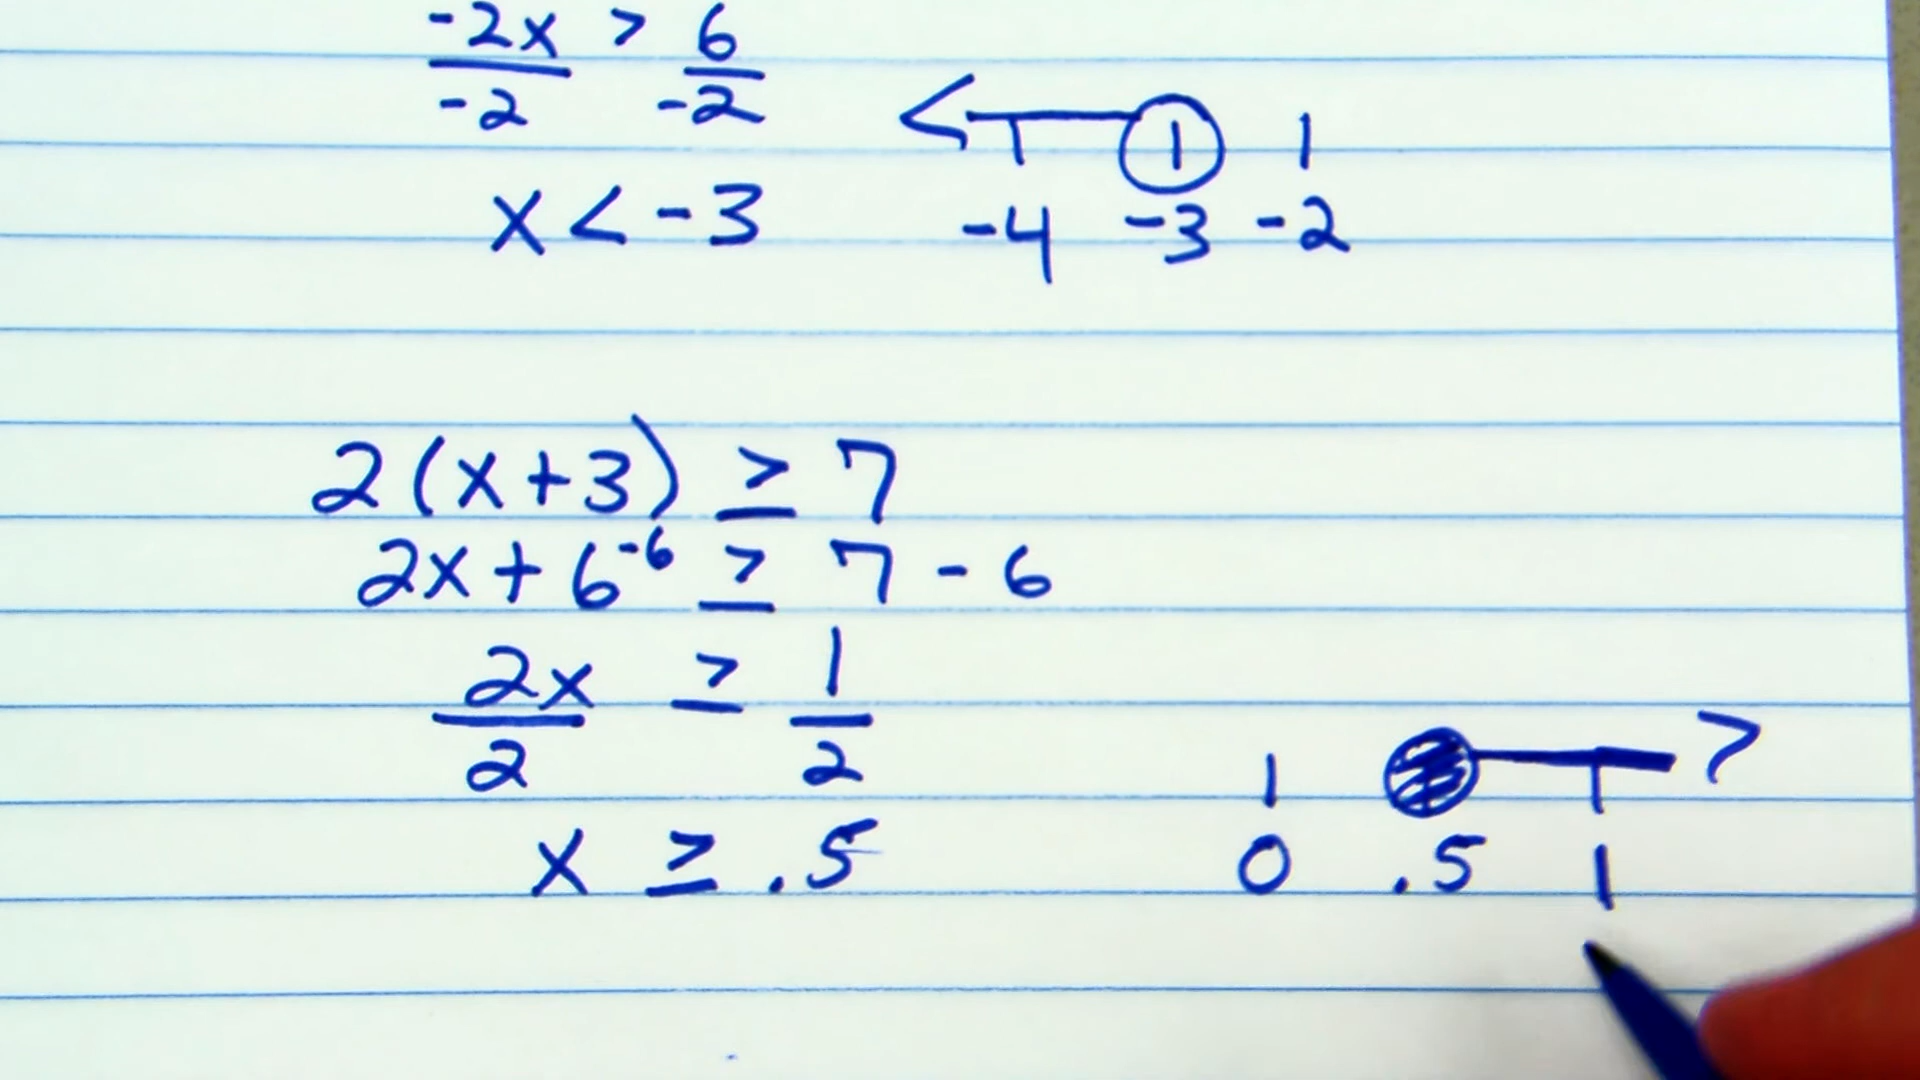 -2x > 6
-2 -2
x < -3
-4 -3 -2
2(x+3) ≥ 7
2x + 6 -6 ≥ 7 - 6
2x ≥ 1
2 2
x ≥ .5
0 .5 1